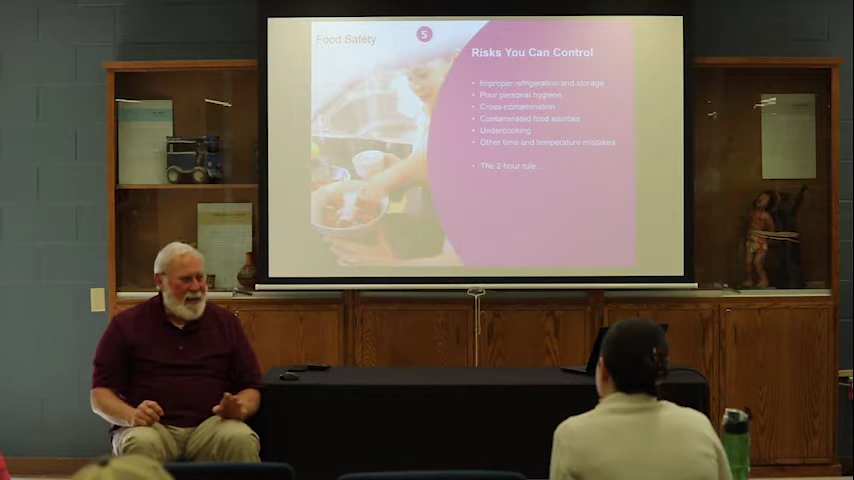 Food Safety
5
Risks You Can Control
• Improper refrigeration and storage
• Poor personal hygiene
• Cross-contamination
• Contaminated food sources
• Undercooking
• Other time and temperature mistakes
• The 2 hour rule